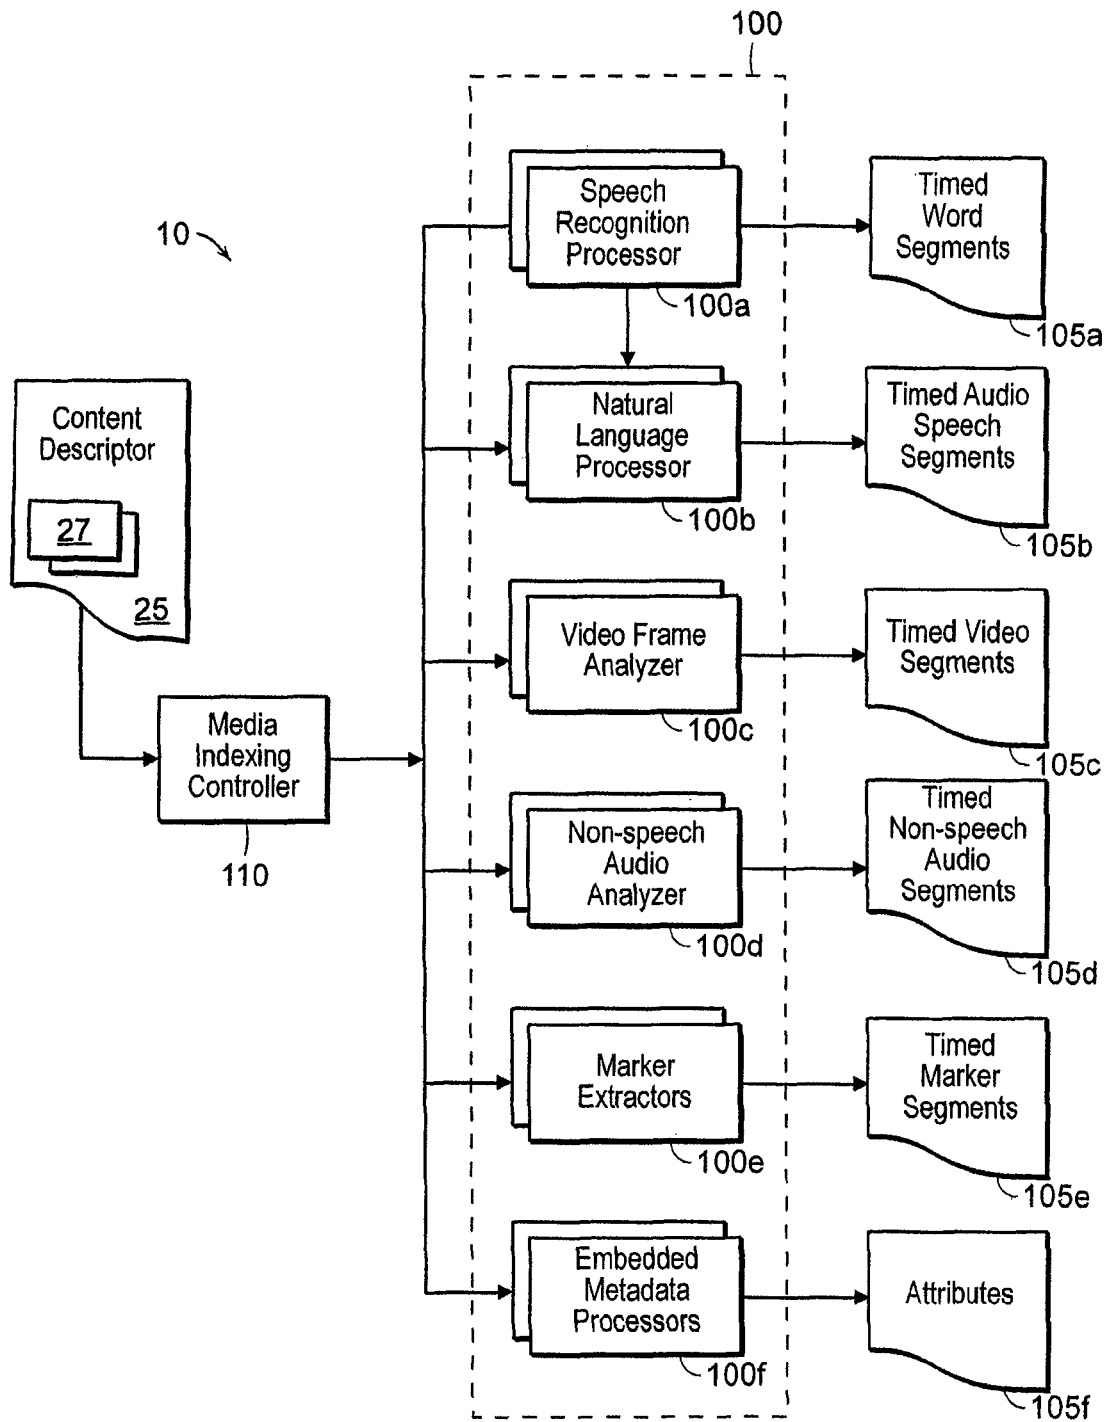 100
10
Speech
Recognition
Processor
100a
Timed
Word
Segments
105a
Content
Descriptor
27
25
Natural
Language
Processor
100b
Timed Audio
Speech
Segments
105b
Media
Indexing
Controller
110
Video Frame
Analyzer
100c
Timed Video
Segments
105c
Non-speech
Audio
Analyzer
100d
Timed
Non-speech
Audio
Segments
105d
Marker
Extractors
100e
Timed
Marker
Segments
105e
Embedded
Metadata
Processors
100f
Attributes
105f